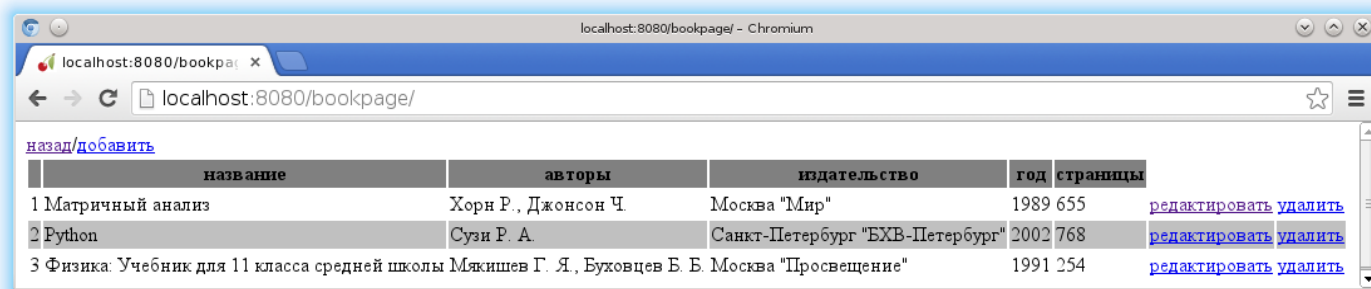 localhost:8080/bookpage/ – Chromium
localhost:8080/bookpa
localhost:8080/bookpage/
назад/добавить
название авторы издательство год страницы
1 Матричный анализ Хорн Р., Джонсон Ч. Москва "Мир" 1989 655 редактировать удалить
2 Python Сузи Р. А. Санкт-Петербург "БХВ-Петербург" 2002 768 редактировать удалить
3 Физика: Учебник для 11 класса средней школы Мякишев Г. Я., Буховцев Б. Б. Москва "Просвещение" 1991 254 редактировать удалить